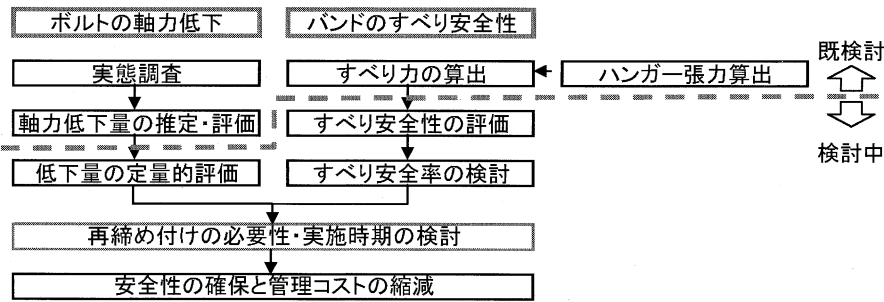 ボルトの軸力低下
バンドのすべり安全性
実態調査
すべり力の算出
ハンガー張力算出
既検討
軸力低下量の推定・評価
すべり安全性の評価
検討中
低下量の定量的評価
すべり安全率の検討
再締め付けの必要性・実施時期の検討
安全性の確保と管理コストの縮減